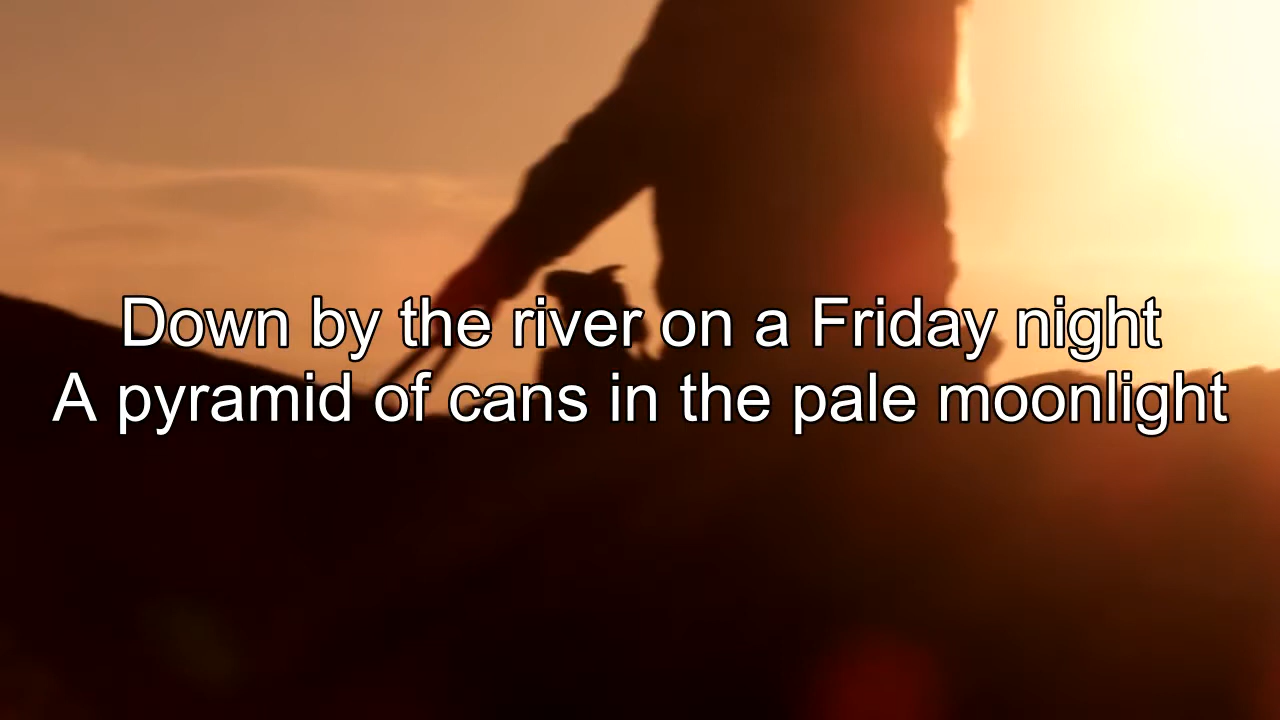 Down by the river on a Friday night
A pyramid of cans in the pale moonlight